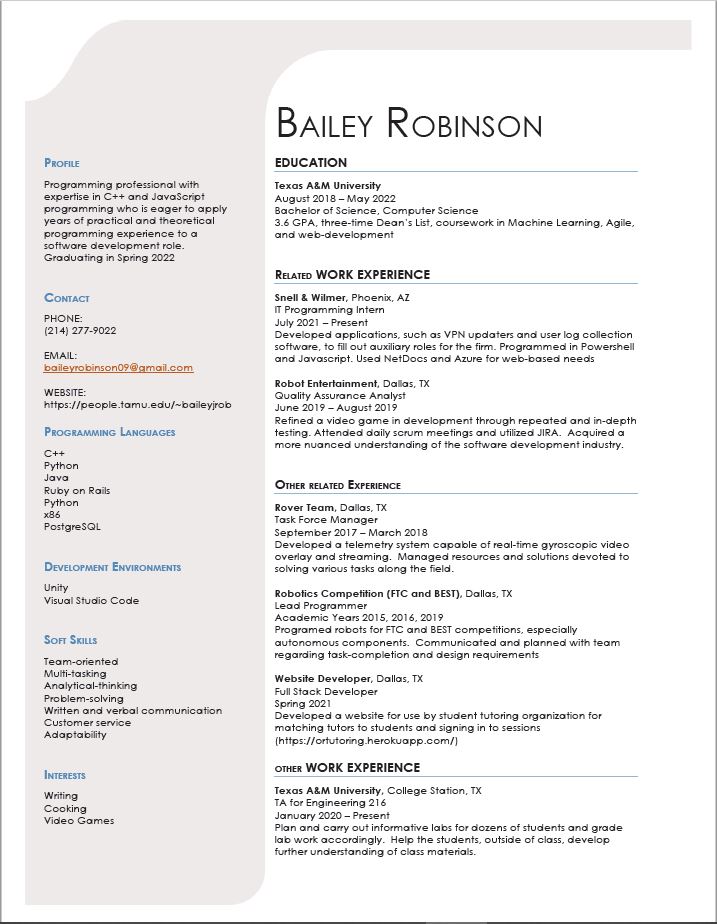 BAILEY ROBINSON
PROFILE
Programming professional with
expertise in C++ and JavaScript
programming who is eager to apply
years of practical and theoretical
programming experience to a
software development role.
Graduating in Spring 2022
CONTACT
PHONE:
(214) 277-9022
EMAIL:
baileyrobinson09@gmail.com
WEBSITE:
https://people.tamu.edu/~baileyjrob
PROGRAMMING LANGUAGES
C++
Python
Java
Ruby on Rails
Python
x86
PostgreSQL
DEVELOPMENT ENVIRONMENTS
Unity
Visual Studio Code
SOFT SKILLS
Team-oriented
Multi-tasking
Analytical-thinking
Problem-solving
Written and verbal communication
Customer service
Adaptability
INTERESTS
Writing
Cooking
Video Games
EDUCATION
Texas A&M University
August 2018 – May 2022
Bachelor of Science, Computer Science
3.6 GPA, three-time Dean's List, coursework in Machine Learning, Agile,
and web-development
RELATED WORK EXPERIENCE
Snell & Wilmer, Phoenix, AZ
IT Programming Intern
July 2021 – Present
Developed applications, such as VPN updaters and user log collection
software, to fill out auxiliary roles for the firm. Programmed in Powershell
and Javascript. Used NetDocs and Azure for web-based needs
Robot Entertainment, Dallas, TX
Quality Assurance Analyst
June 2019 – August 2019
Refined a video game in development through repeated and in-depth
testing. Attended daily scrum meetings and utilized JIRA.  Acquired a
more nuanced understanding of the software development industry.
OTHER RELATED EXPERIENCE
Rover Team, Dallas, TX
Task Force Manager
September 2017 – March 2018
Developed a telemetry system capable of real-time gyroscopic video
overlay and streaming.  Managed resources and solutions devoted to
solving various tasks along the field.
Robotics Competition (FTC and BEST), Dallas, TX
Lead Programmer
Academic Years 2015, 2016, 2019
Programed robots for FTC and BEST competitions, especially
autonomous components.  Communicated and planned with team
regarding task-completion and design requirements
Website Developer, Dallas, TX
Full Stack Developer
Spring 2021
Developed a website for use by student tutoring organization for
matching tutors to students and signing in to sessions
(https://ortutoring.herokuapp.com/)
OTHER WORK EXPERIENCE
Texas A&M University, College Station, TX
TA for Engineering 216
January 2020 – Present
Plan and carry out informative labs for dozens of students and grade
lab work accordingly.  Help the students, outside of class, develop
further understanding of class materials.